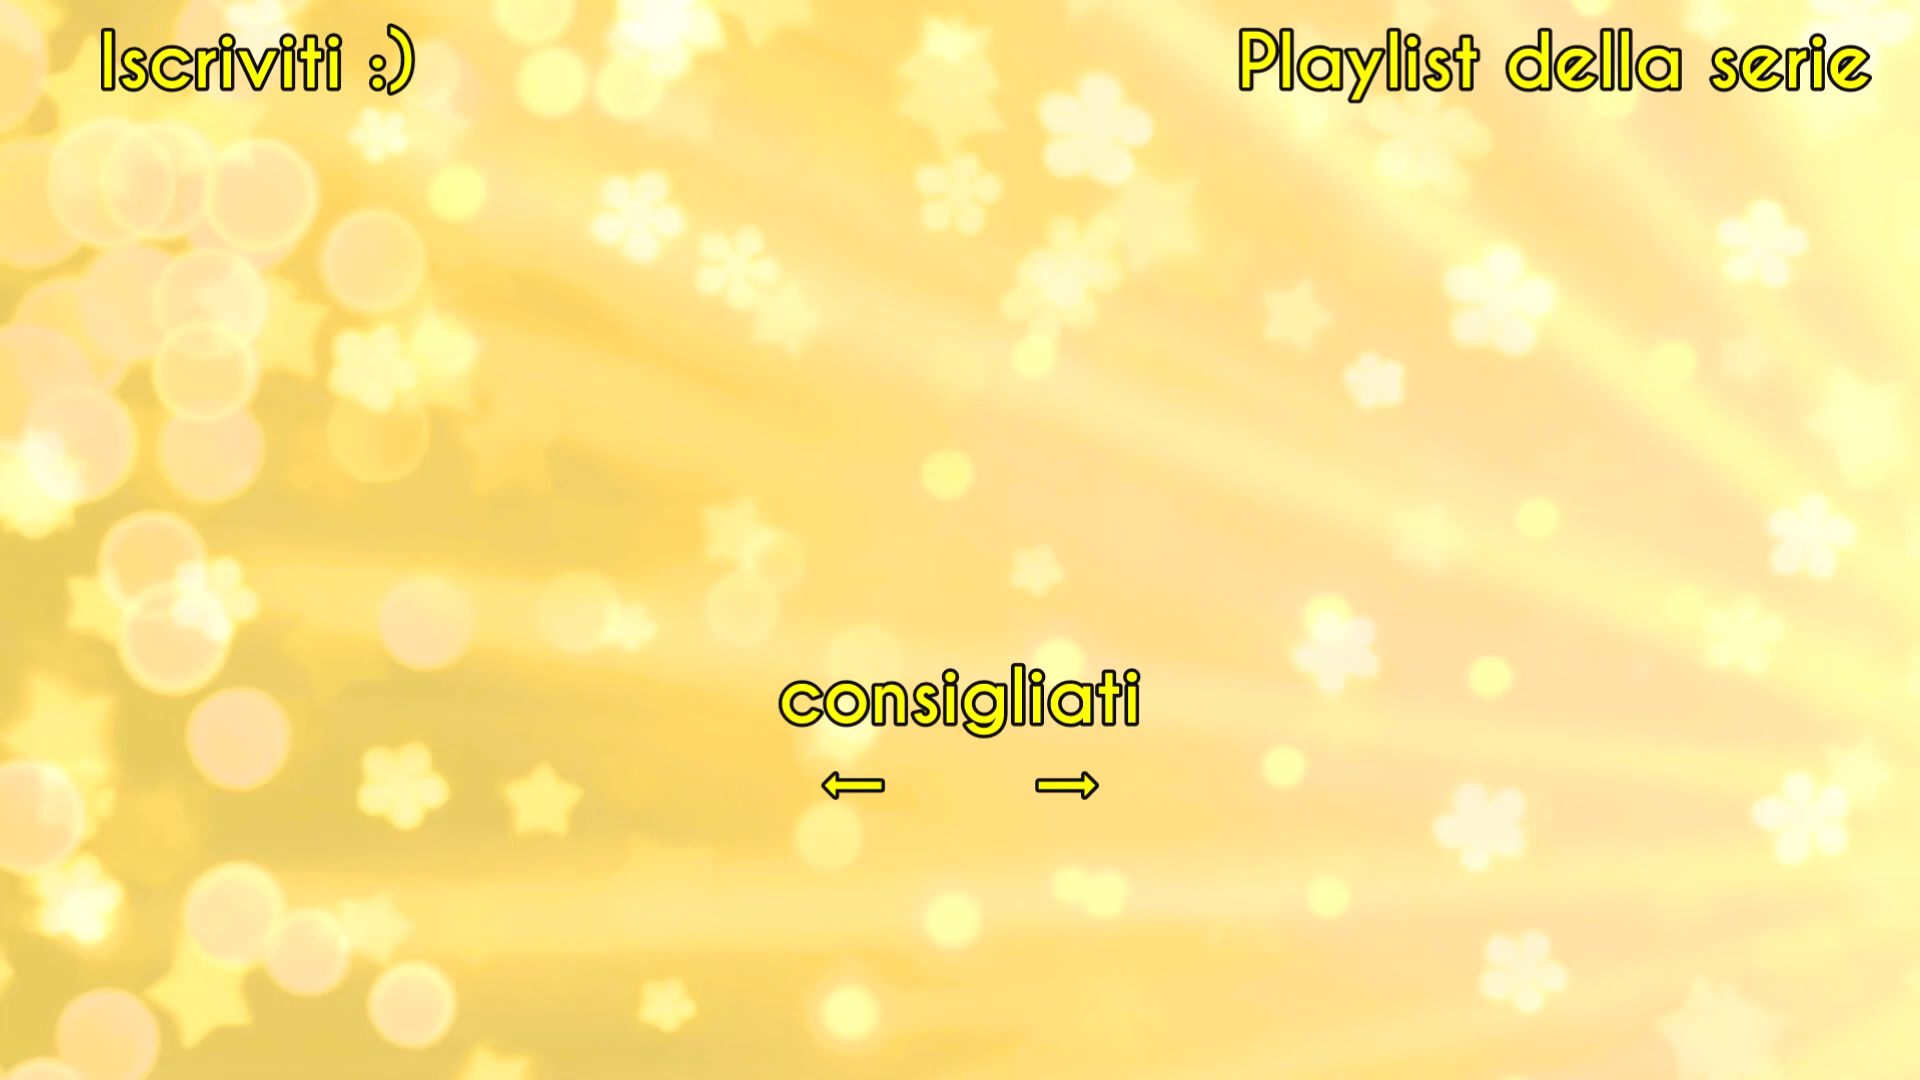 Iscriviti :)
Playlist della serie
consigliati
← →